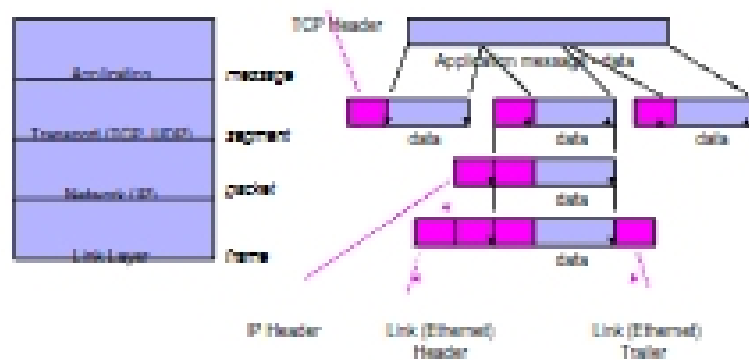 TCP Header
Application message - data
Application
message
Transport (TCP, UDP)
segment
data
data
data
Network (IP)
packet
data
Link Layer
frame
data
IP Header
Link (Ethernet)
Header
Link (Ethernet)
Trailer